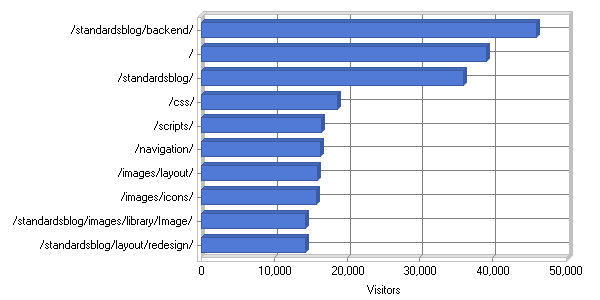 /standardsblog/backend/
/
/standardsblog/
/css/
/scripts/
/navigation/
/images/layout/
/images/icons/
/standardsblog/images/library/Image/
/standardsblog/layout/redesign/
0 10,000 20,000 30,000 40,000 50,000
Visitors